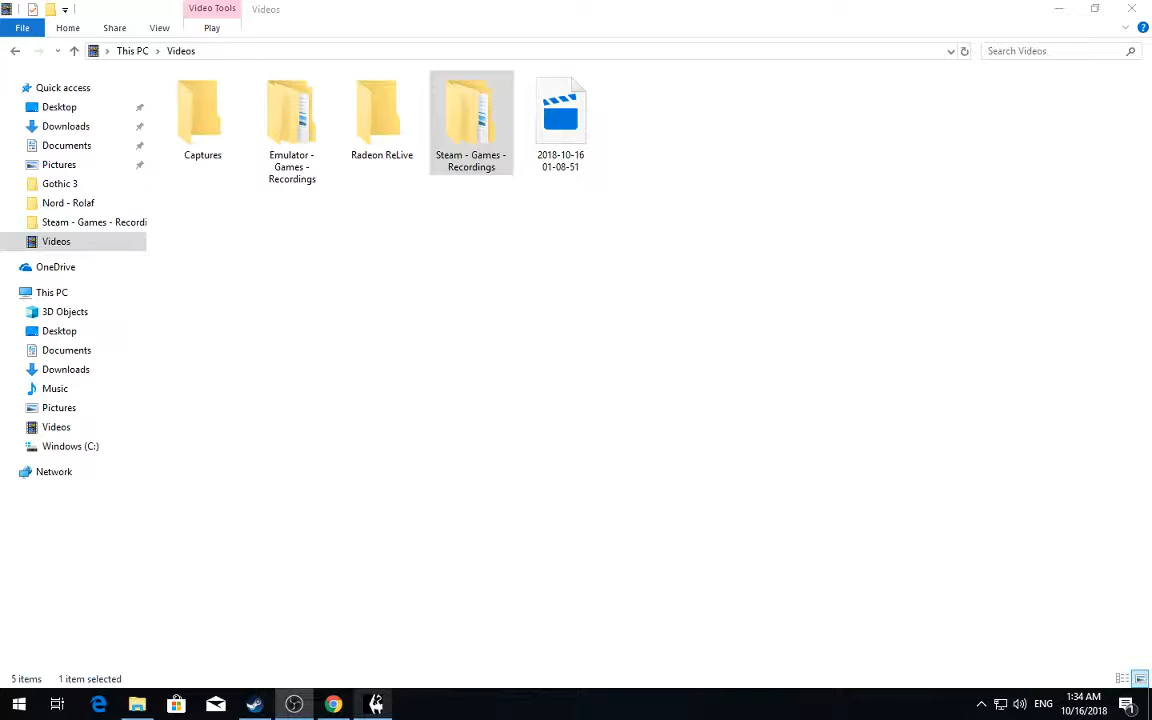 Video Tools
Videos
File
Home
Share
View
Play
This PC
Videos
Search Videos
Quick access
Desktop
Downloads
Documents
Pictures
Gothic 3
Nord - Rolaf
Steam - Games - Recordi
Videos
OneDrive
This PC
3D Objects
Desktop
Documents
Downloads
Music
Pictures
Videos
Windows (C:)
Network
Captures
Emulator -
Games -
Recordings
Radeon ReLive
Steam - Games -
Recordings
2018-10-16
01-08-51
5 items
1 item selected
ENG
1:34 AM
10/16/2018
1